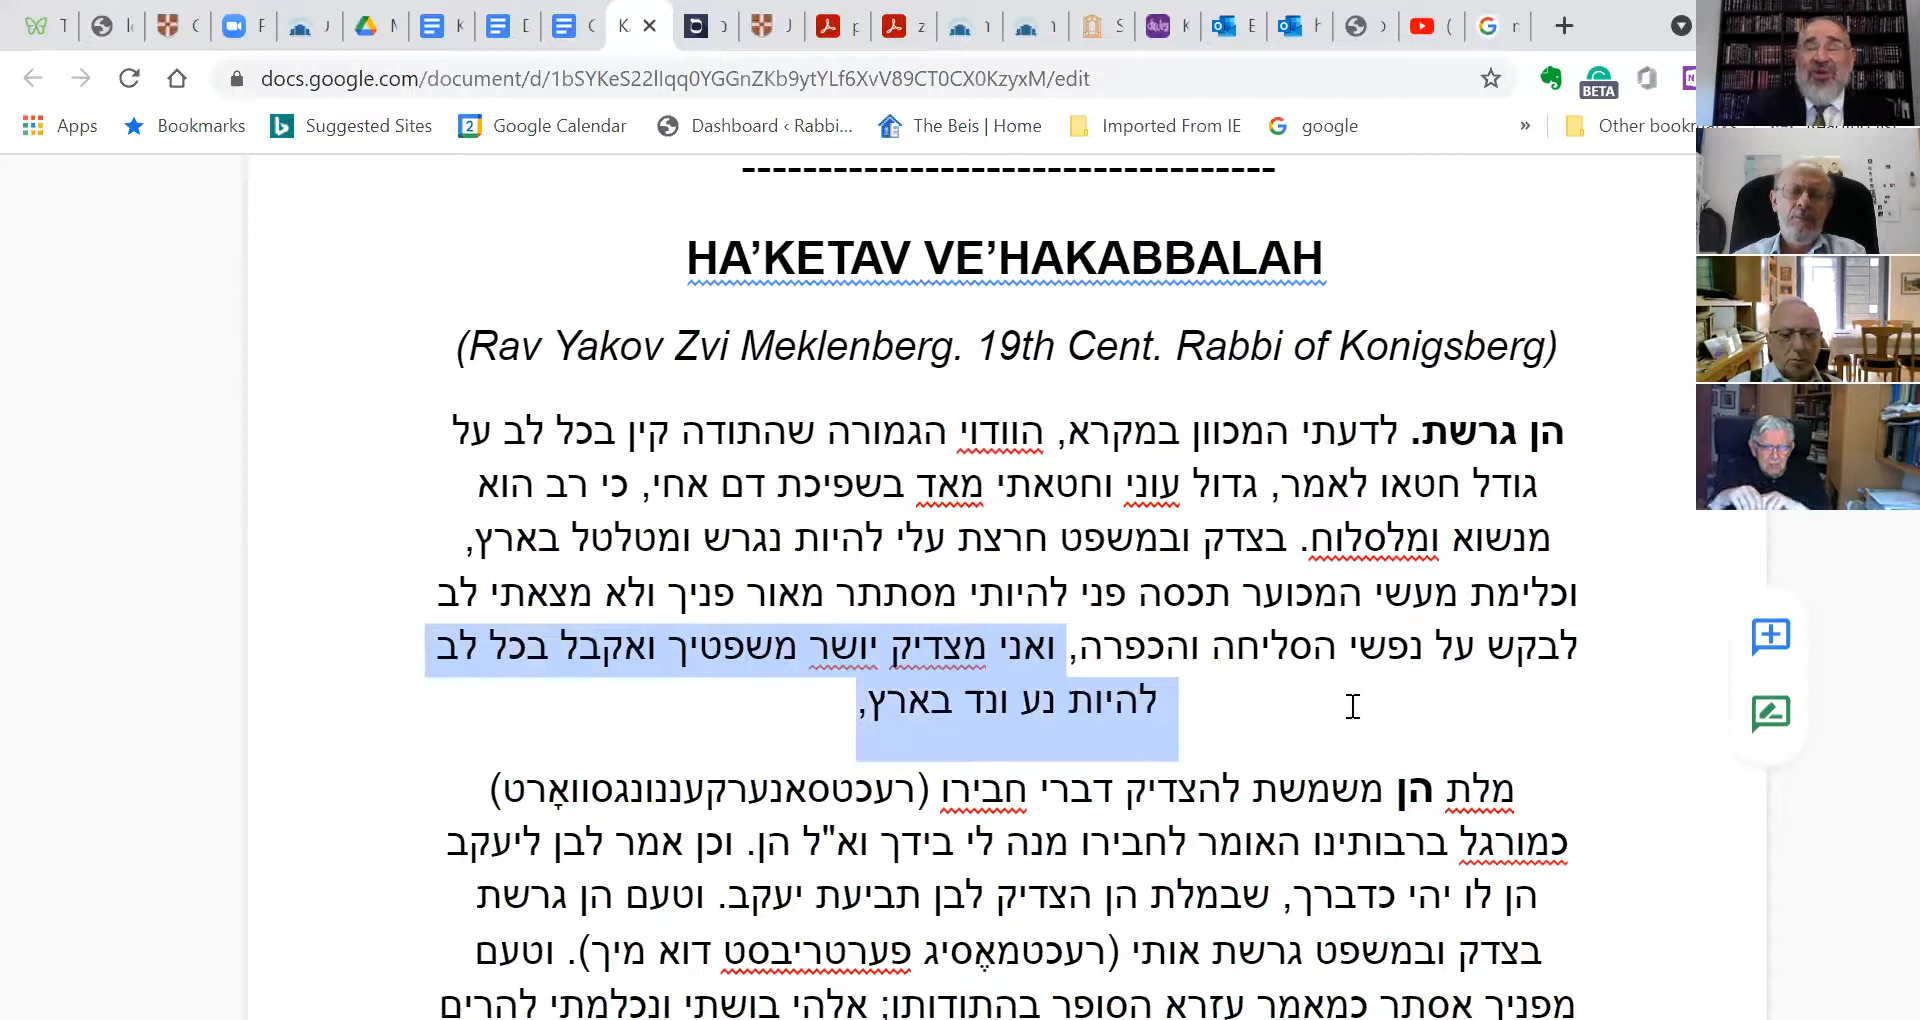 docs.google.com/document/d/1bSYKeS22lIqq0YGGnZKb9ytYLf6XvV89CT0CX0KzyxM/edit
BETA
Apps Bookmarks Suggested Sites Google Calendar Dashboard ‹ Rabbi... The Beis | Home Imported From IE google » Other
----------------------------------
HA’KETAV VE’HAKABBALAH
(Rav Yakov Zvi Meklenberg. 19th Cent. Rabbi of Konigsberg)
הן גרשת. לדעתי המכוון במקרא, הוודוי הגמורה שהתודה קין בכל לב על
גודל חטאו לאמר, גדול עוני וחטאתי מאד בשפיכת דם אחי, כי רב הוא
מנשוא ומלסלוח. בצדק ובמשפט חרצת עלי להיות נגרש ומטלטל בארץ,
וכלימת מעשי המכוער תכסה פני להיותי מסתתר מאור פניך ולא מצאתי לב
לבקש על נפשי הסליחה והכפרה, ואני מצדיק יושר משפטיך ואקבל בכל לב
להיות נע ונד בארץ,
מלת הן משמשת להצדיק דברי חבירו (רעכטסאנערקעננונגסוואָרט)
כמורגל ברבותינו האומר לחבירו מנה לי בידך וא"ל הן. וכן אמר לבן ליעקב
הן לו יהי כדברך, שבמלת הן הצדיק לבן תביעת יעקב. וטעם הן גרשת
בצדק ובמשפט גרשת אותי (רעכטמאֶסיג פערטריבסט דוא מיך). וטעם
מפניך אסתר כמאמר עזרא הסופר בהתודותו; אלהי בושתי ונכלמתי להרים